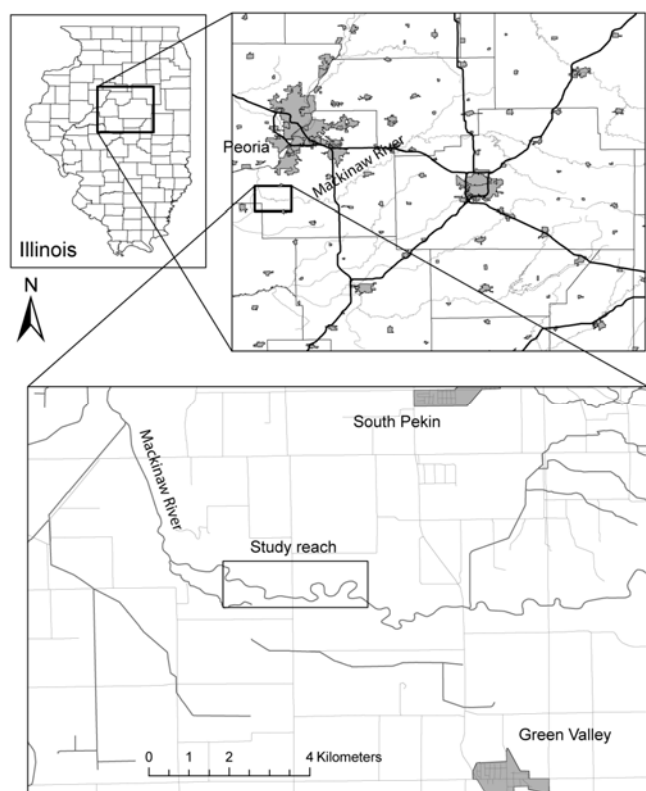 Illinois
N
Peoria
Mackinaw River
South Pekin
Mackinaw River
Study reach
Green Valley
0 1 2 4 Kilometers